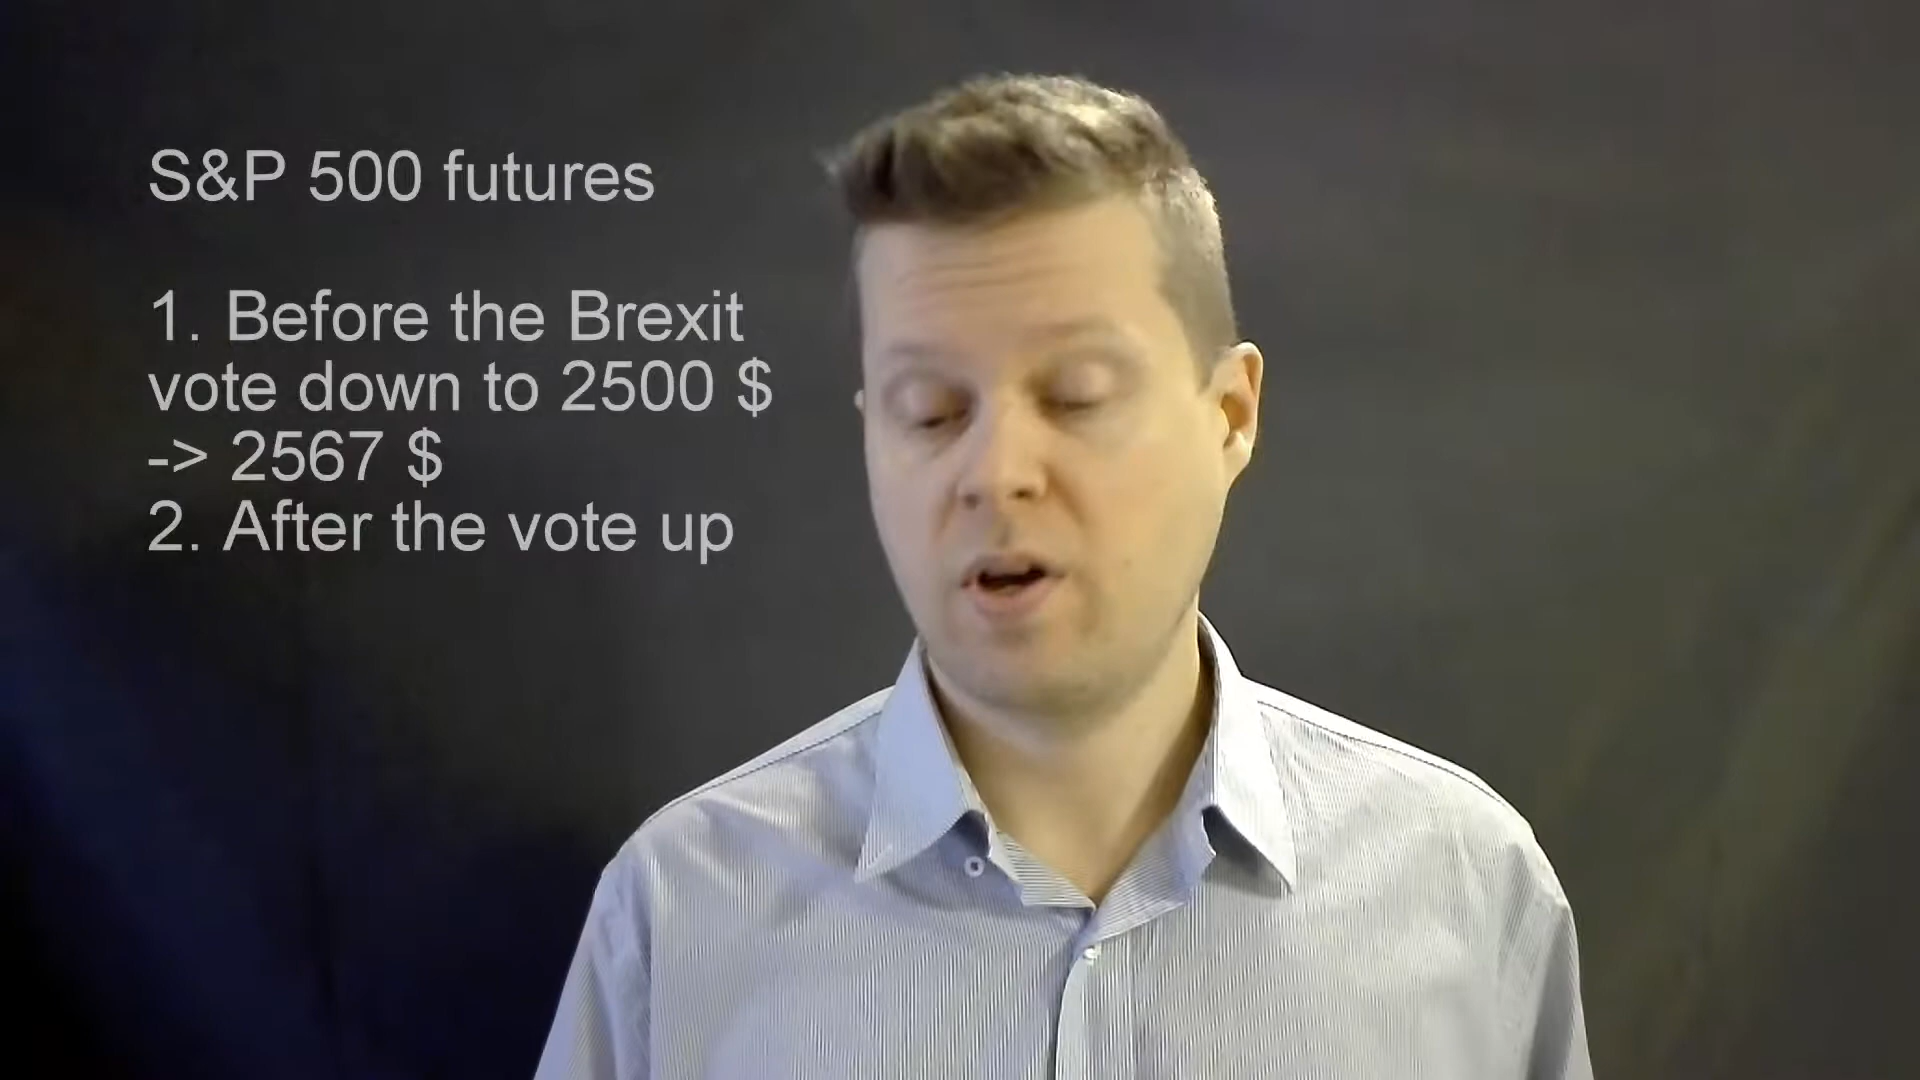 S&P 500 futures
1. Before the Brexit
vote down to 2500 $
-> 2567 $
2. After the vote up